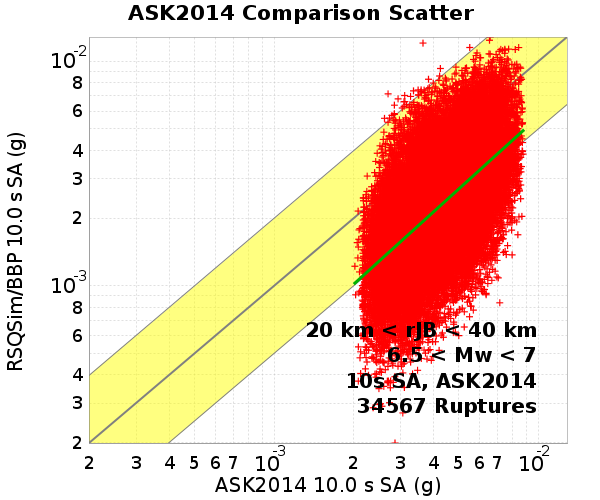 ASK2014 Comparison Scatter
RSQSim/BBP 10.0 s SA (g)
10-2
8
6
4
3
2
10-3
8
6
4
3
2
20 km < rJB < 40 km
6.5 < Mw < 7
10s SA, ASK2014
34567 Ruptures
2 3 4 5 6 7 10-3 2 3 4 5 6 7 10-2
ASK2014 10.0 s SA (g)